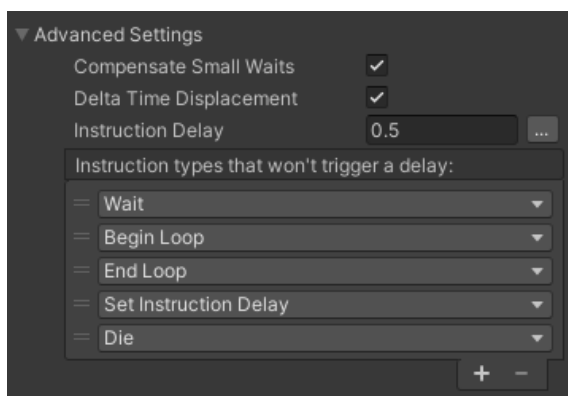 Advanced Settings
Compensate Small Waits
Delta Time Displacement
Instruction Delay 0.5 ...
Instruction types that won't trigger a delay:
Wait
Begin Loop
End Loop
Set Instruction Delay
Die
+ -